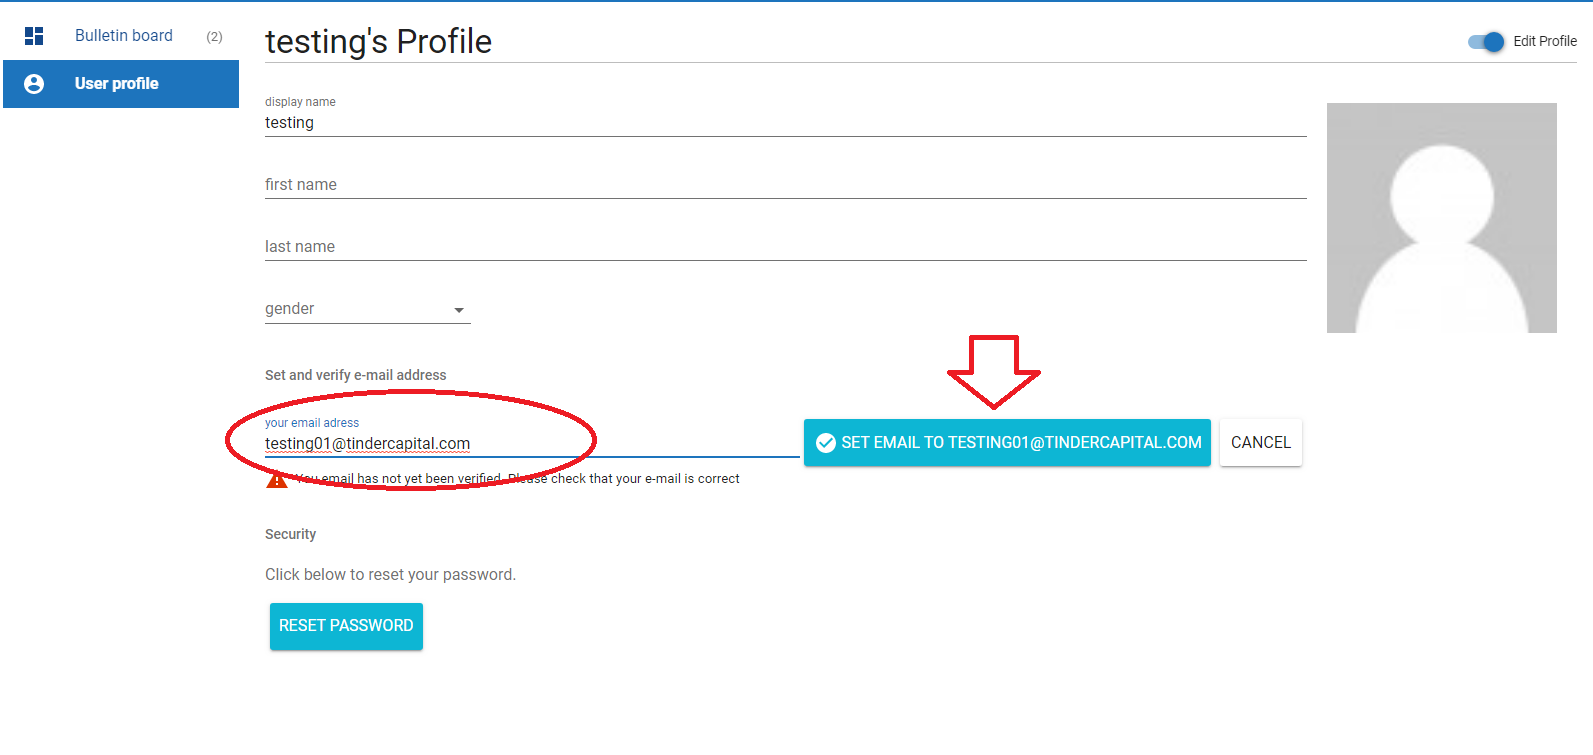 Bulletin board (2)
User profile
testing's Profile
Edit Profile
display name
testing
first name
last name
gender
Set and verify e-mail address
your email adress
testing01@tindercapital.com
SET EMAIL TO TESTING01@TINDERCAPITAL.COM
CANCEL
You email has not yet been verified. Please check that your e-mail is correct
Security
Click below to reset your password.
RESET PASSWORD